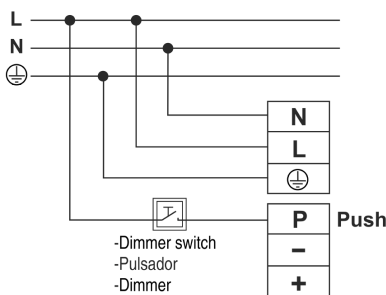 L
N
N
L
P Push
-Dimmer switch
-
-Pulsador
-Dimmer
+